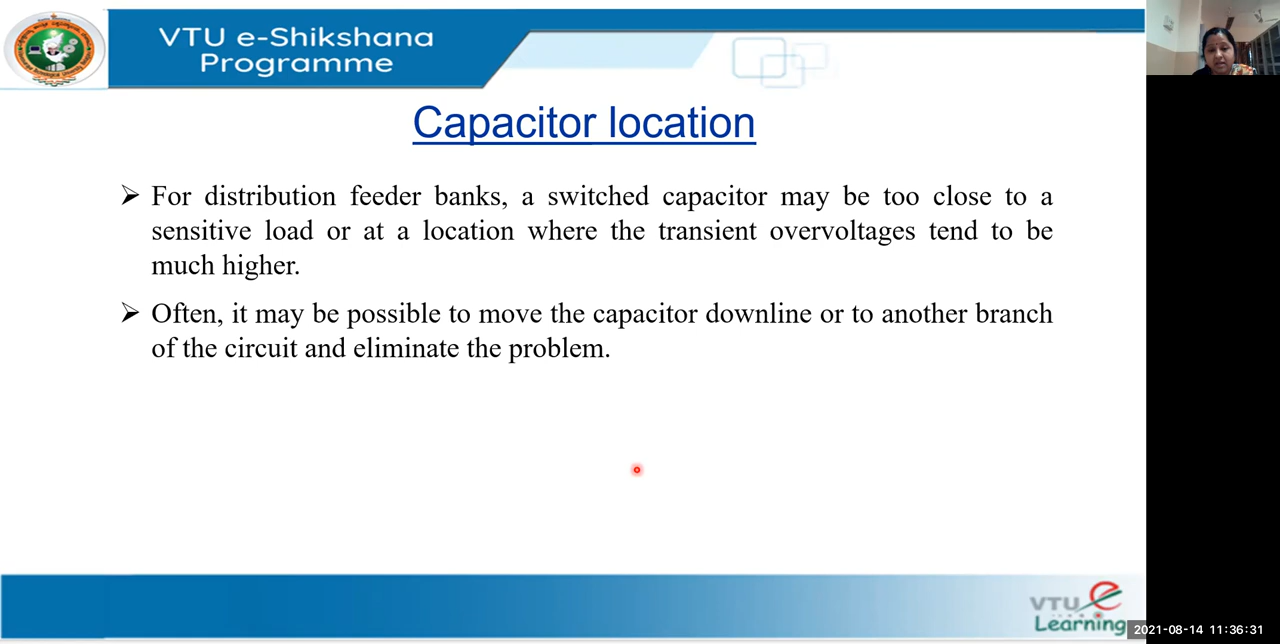 VTU e-Shikshana
Programme
Capacitor location
➢ For distribution feeder banks, a switched capacitor may be too close to a
sensitive load or at a location where the transient overvoltages tend to be
much higher.
➢ Often, it may be possible to move the capacitor downline or to another branch
of the circuit and eliminate the problem.
VTU e
Learning
2021-08-14 11:36:31